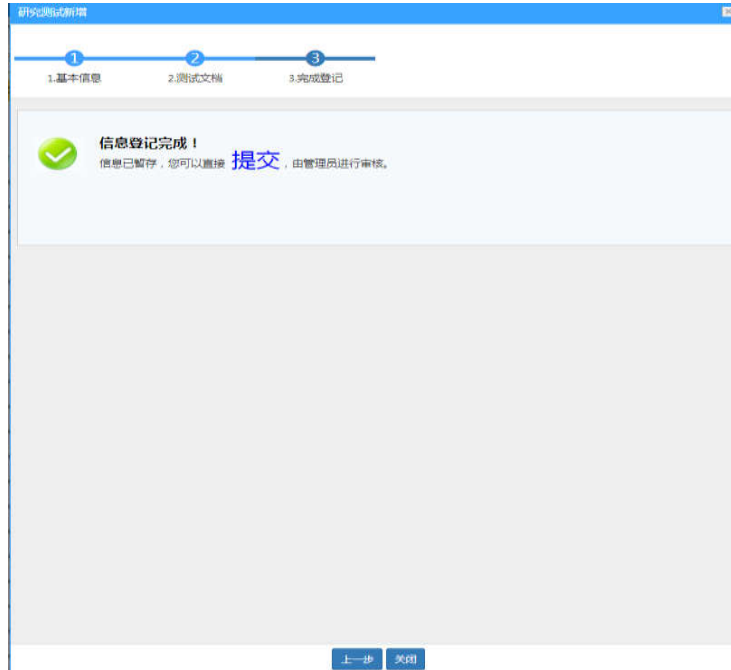 研究测试新增
1 2 3
1.基本信息 2.测试文档 3.完成登记
信息登记完成！
信息已暂存，您可以直接 提交，由管理员进行审核。
上一步 关闭